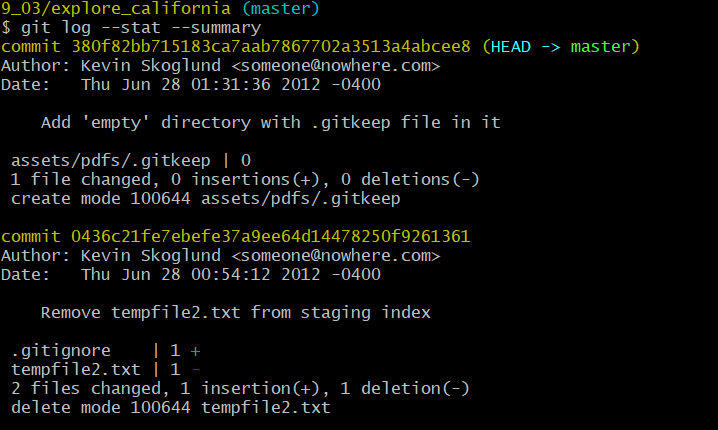 9_03/explore_california (master)
$ git log --stat --summary
commit 380f82bb715183ca7aab7867702a3513a4abcee8 (HEAD -> master)
Author: Kevin Skoglund <someone@nowhere.com>
Date:   Thu Jun 28 01:31:36 2012 -0400

    Add 'empty' directory with .gitkeep file in it

 assets/pdfs/.gitkeep | 0
 1 file changed, 0 insertions(+), 0 deletions(-)
 create mode 100644 assets/pdfs/.gitkeep

commit 0436c21fe7ebefe37a9ee64d14478250f9261361
Author: Kevin Skoglund <someone@nowhere.com>
Date:   Thu Jun 28 00:54:12 2012 -0400

    Remove tempfile2.txt from staging index

 .gitignore    | 1 +
 tempfile2.txt | 1 -
 2 files changed, 1 insertion(+), 1 deletion(-)
 delete mode 100644 tempfile2.txt